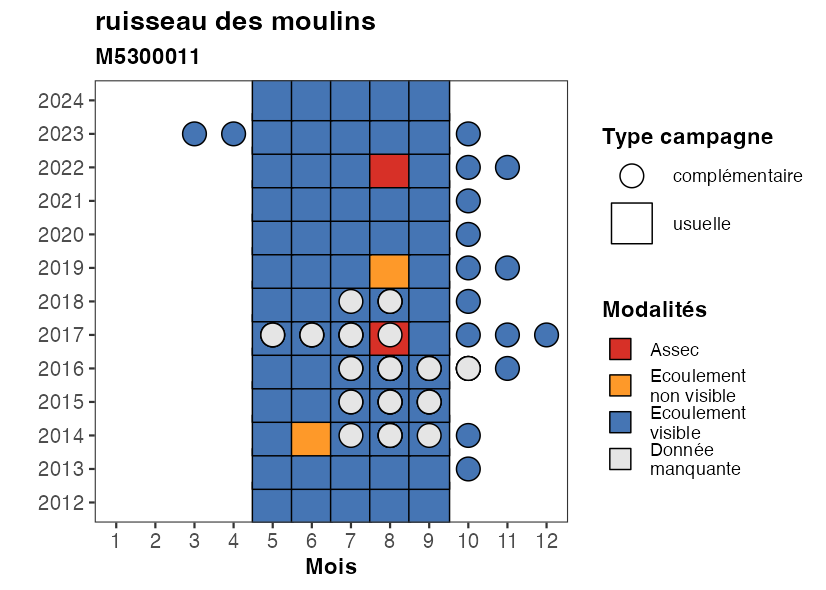 ruisseau des moulins
M5300011
2024
2023
2022
2021
2020
2019
2018
2017
2016
2015
2014
2013
2012
1 2 3 4 5 6 7 8 9 10 11 12
Mois
Type campagne
complémentaire
usuelle
Modalités
Assec
Ecoulement
non visible
Ecoulement
visible
Donnée
manquante